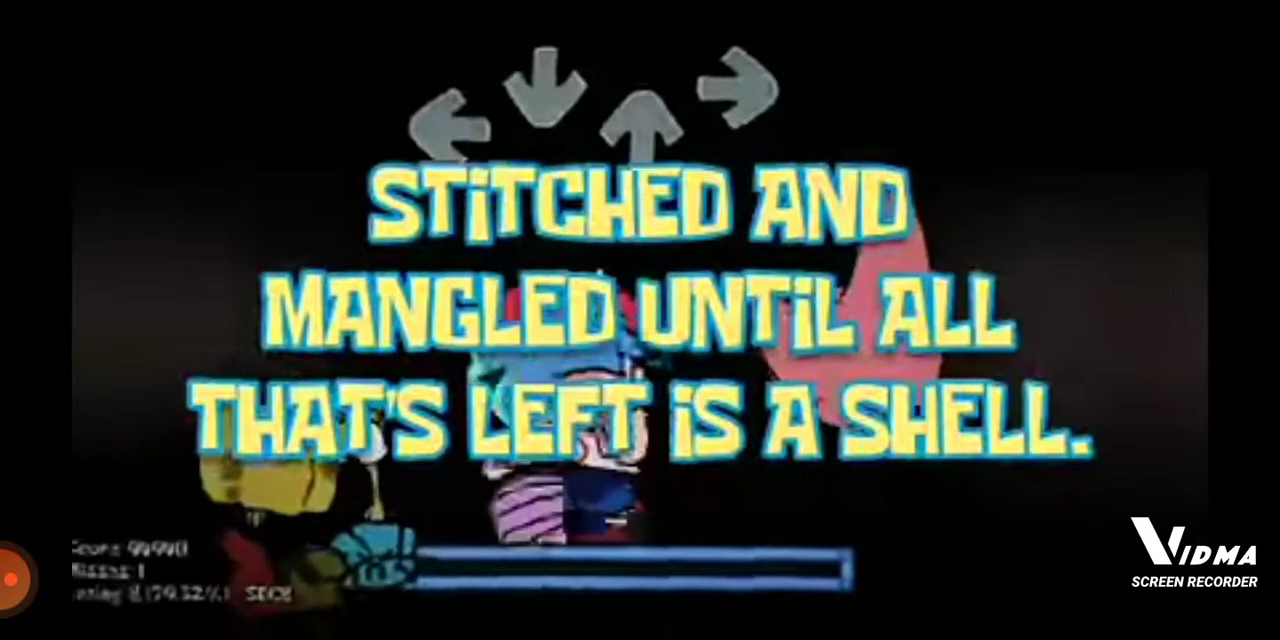 STITCHED AND
MANGLED UNTIL ALL
THAT'S LEFT IS A SHELL.
VIDMA
SCREEN RECORDER